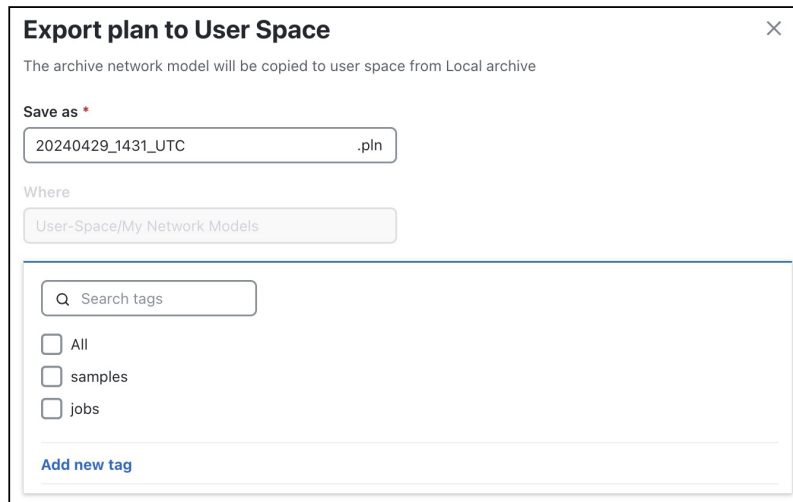 Export plan to User Space
The archive network model will be copied to user space from Local archive
Save as *
20240429_1431_UTC .pln
Where
User-Space/My Network Models
Search tags
All
samples
jobs
Add new tag